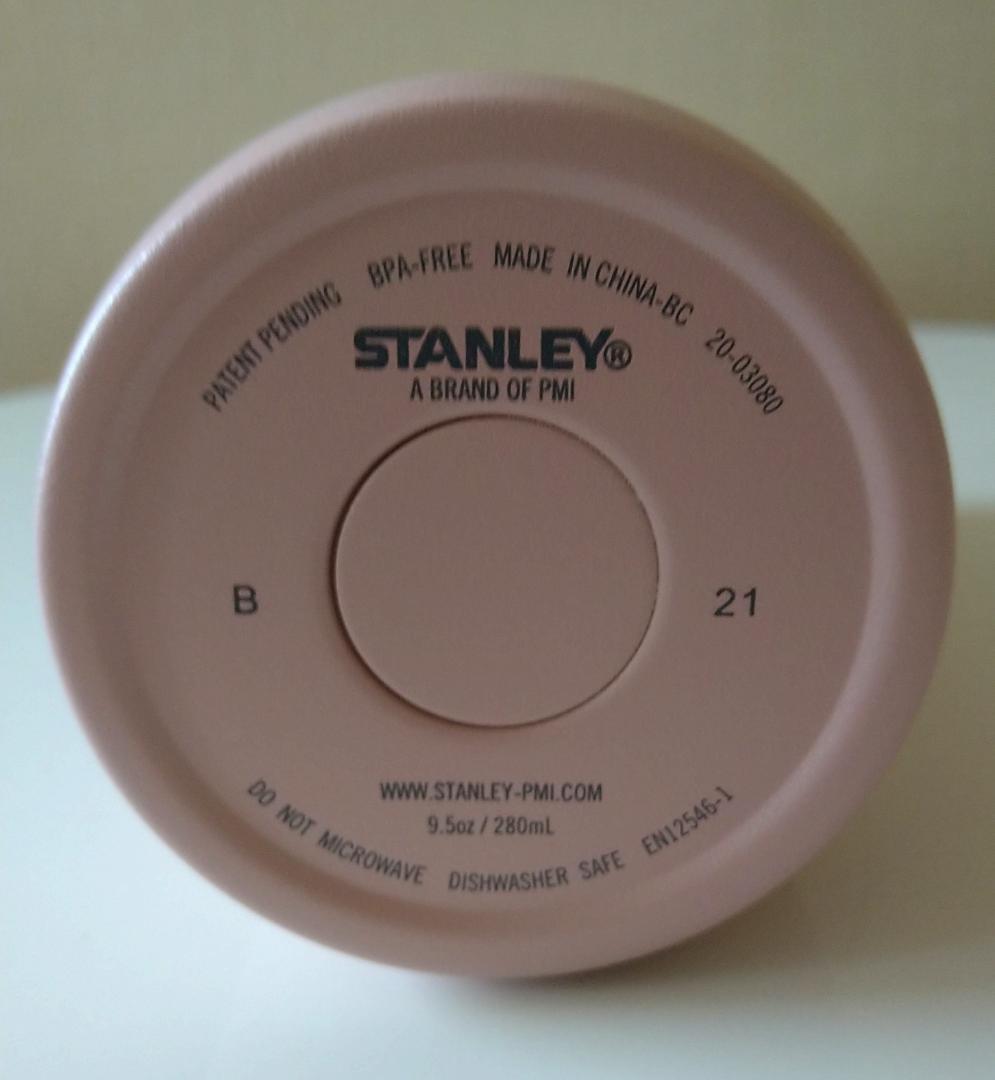 PATENT PENDING BPA-FREE MADE IN CHINA-BC 20-03080
STANLEY®
A BRAND OF PMI
B
21
WWW.STANLEY-PMI.COM
9.5oz / 280mL
DO NOT MICROWAVE DISHWASHER SAFE EN12546-1